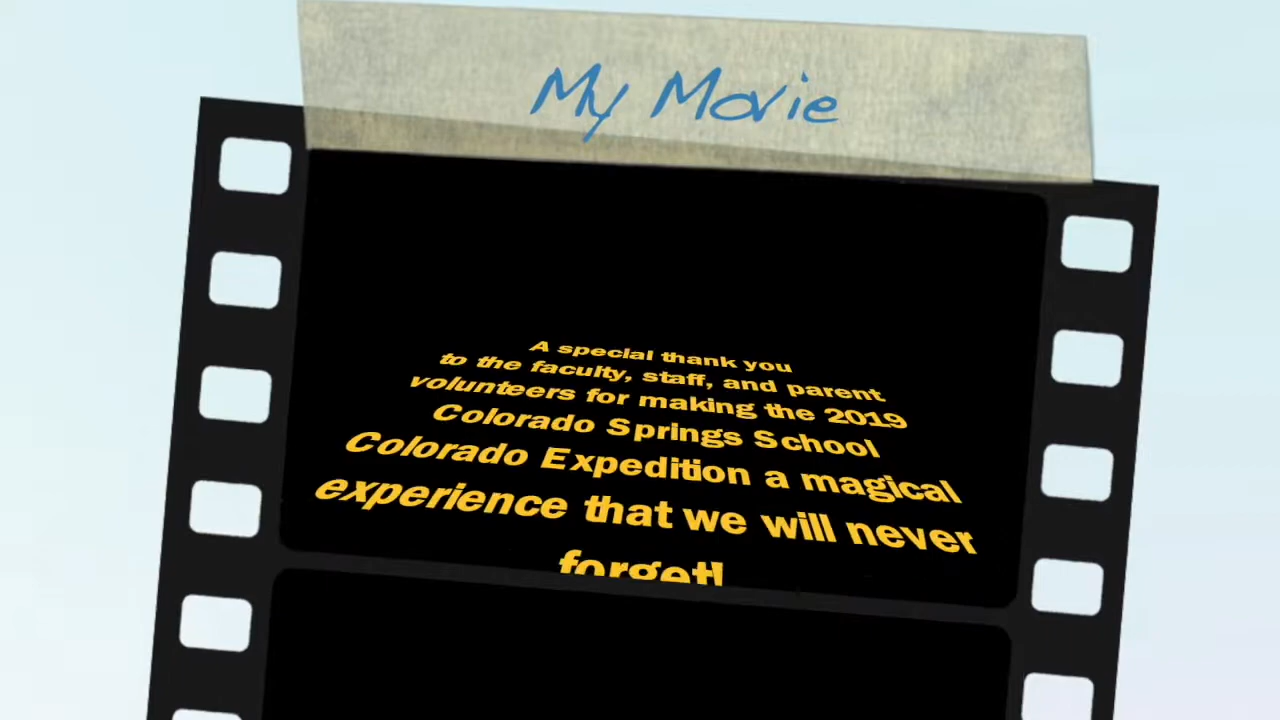 My Movie
A special thank you
to the faculty, staff, and parent
volunteers for making the 2019
Colorado Springs School
Colorado Expedition a magical
experience that we will never
forget!